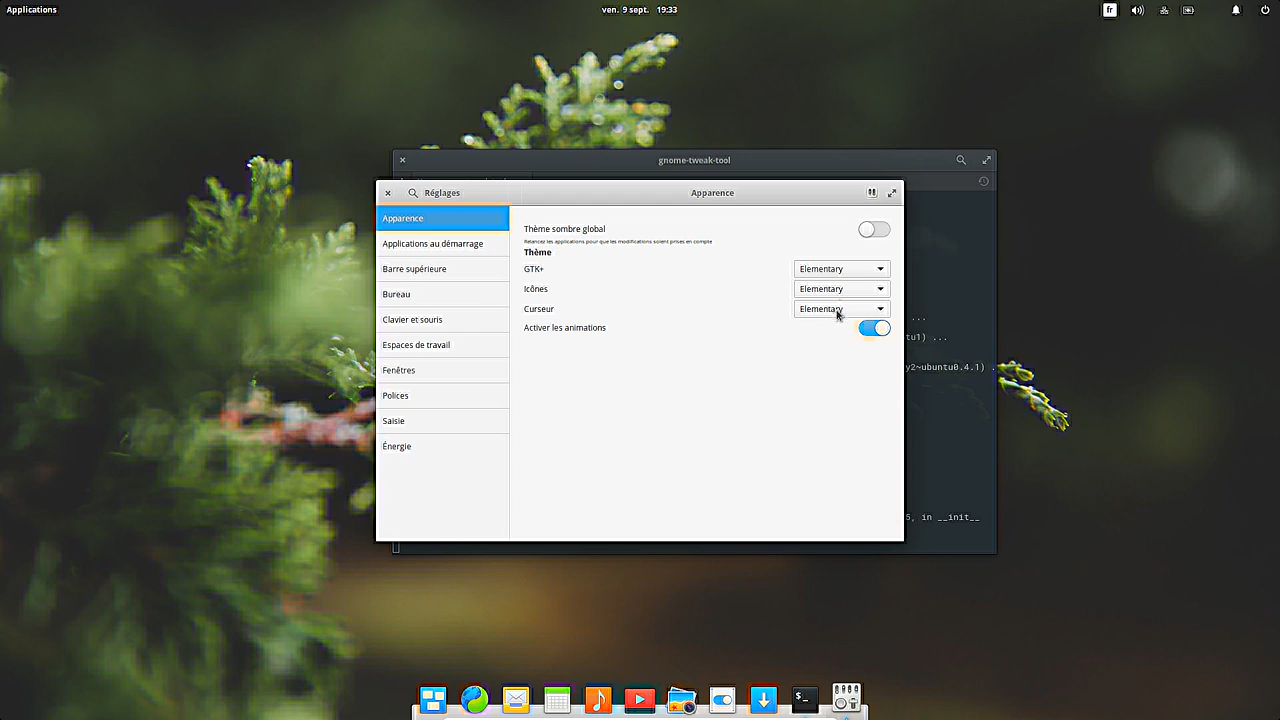 Applications
ven. 9 sept. 19:33
fr
gnome-tweak-tool
Réglages
Apparence
Apparence
Applications au démarrage
Barre supérieure
Bureau
Clavier et souris
Espaces de travail
Fenêtres
Polices
Saisie
Énergie
Thème sombre global
Relancez les applications pour que les modifications soient prises en compte
Thème
GTK+ Elementary
Icônes Elementary
Curseur Elementary
Activer les animations
...
tu1) ...
y2~ubuntu0.4.1) .
5, in __init__
$_